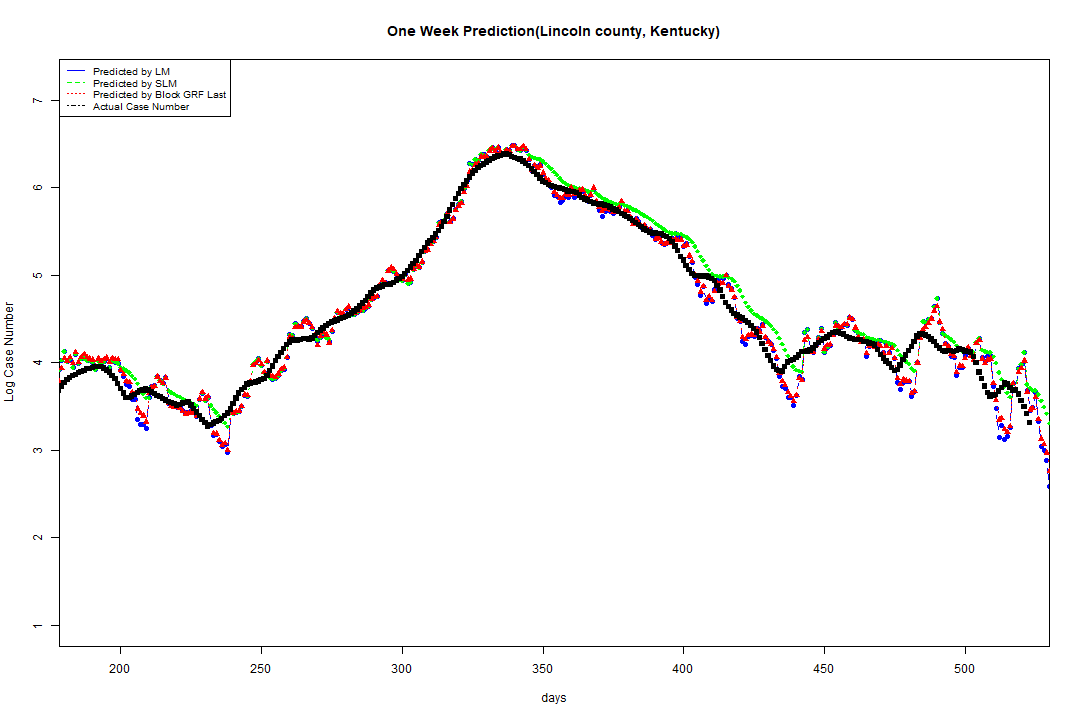 One Week Prediction(Lincoln county, Kentucky)
Predicted by LM
Predicted by SLM
Predicted by Block GRF Last
Actual Case Number
7
6
5
4
3
2
1
Log Case Number
200 250 300 350 400 450 500
days